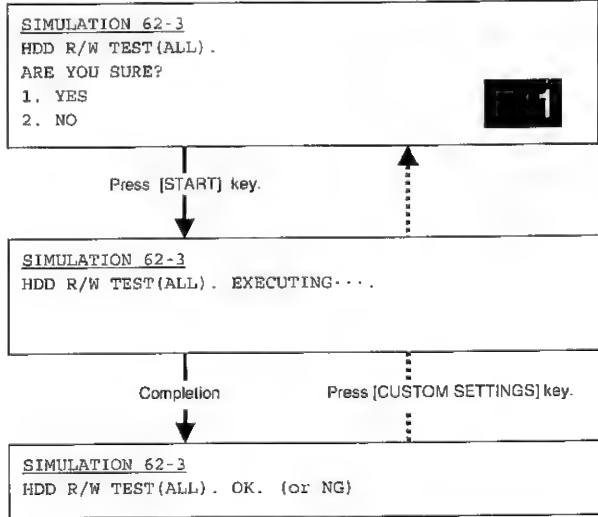 SIMULATION 62-3
HDD R/W TEST(ALL).
ARE YOU SURE?
1. YES
2. NO
1
Press [START] key.
SIMULATION 62-3
HDD R/W TEST(ALL). EXECUTING····.
Completion
Press [CUSTOM SETTINGS] key.
SIMULATION 62-3
HDD R/W TEST(ALL). OK. (or NG)